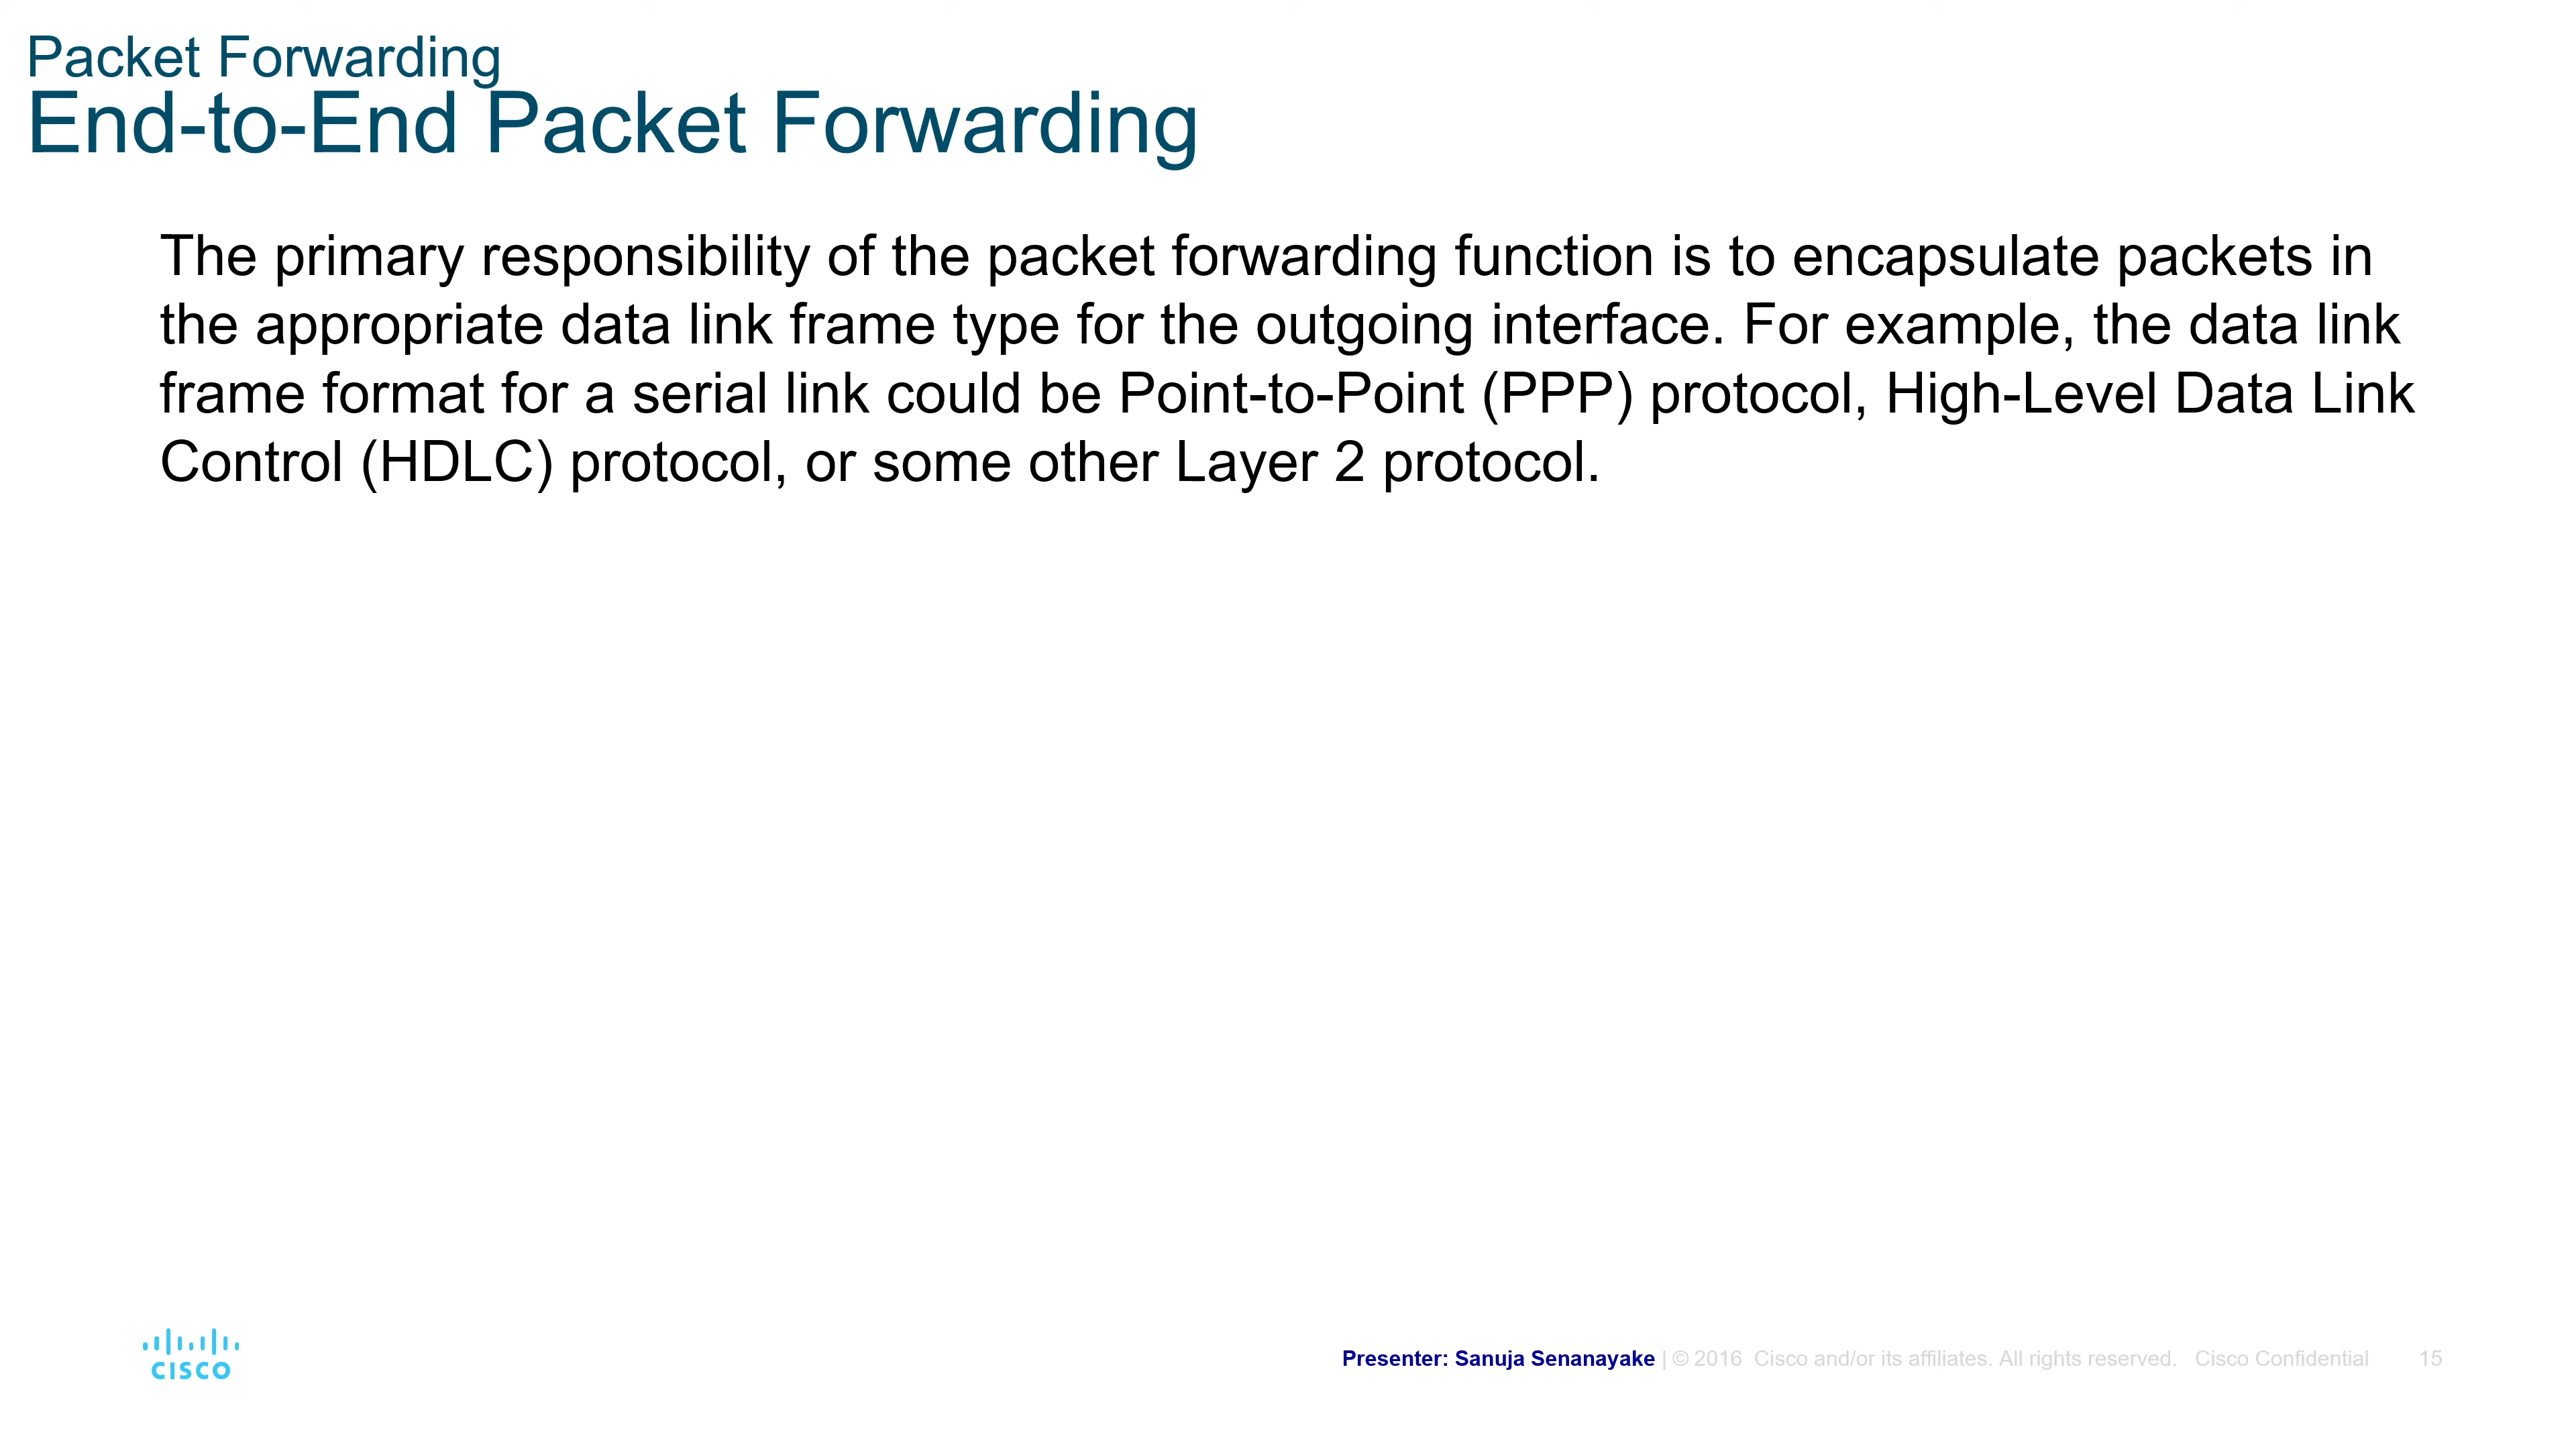 Packet Forwarding
End-to-End Packet Forwarding
The primary responsibility of the packet forwarding function is to encapsulate packets in
the appropriate data link frame type for the outgoing interface. For example, the data link
frame format for a serial link could be Point-to-Point (PPP) protocol, High-Level Data Link
Control (HDLC) protocol, or some other Layer 2 protocol.
CISCO
Presenter: Sanuja Senanayake | © 2016 Cisco and/or its affiliates. All rights reserved. Cisco Confidential 15